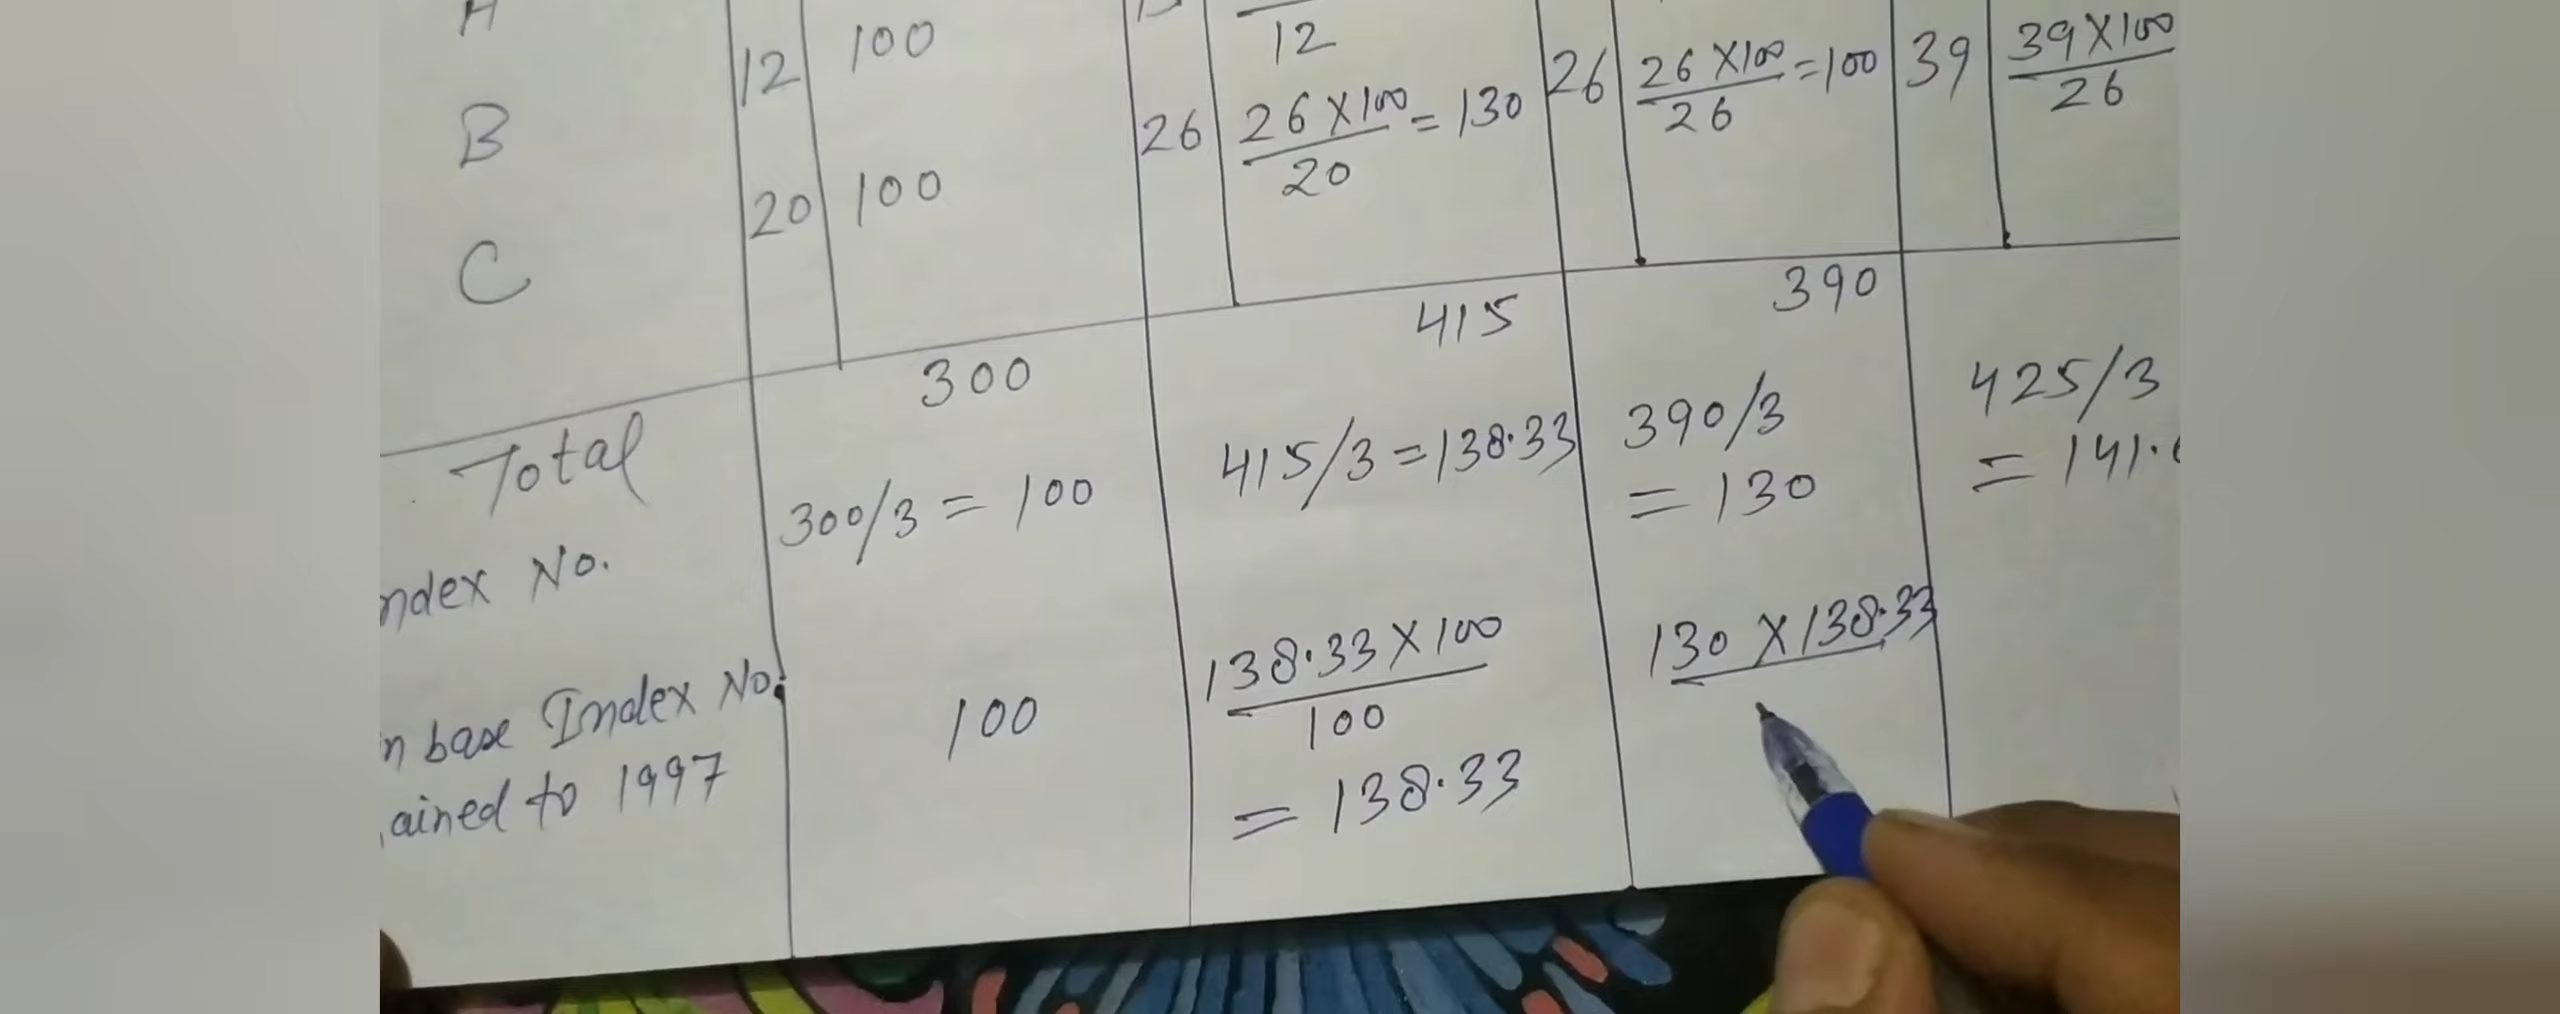 A 12 100 12 26 26 X 100 / 26 = 100 39 39 X 100 / 26
B 20 100 26 26 X 100 / 20 = 130
C
Total 300 415 390
ndex No. 300/3 = 100 415/3 = 138.33 390/3 = 130 425/3 = 141.
n base Index No. 100 138.33 X 100 / 100 130 X 138.33
ained to 1997 = 138.33